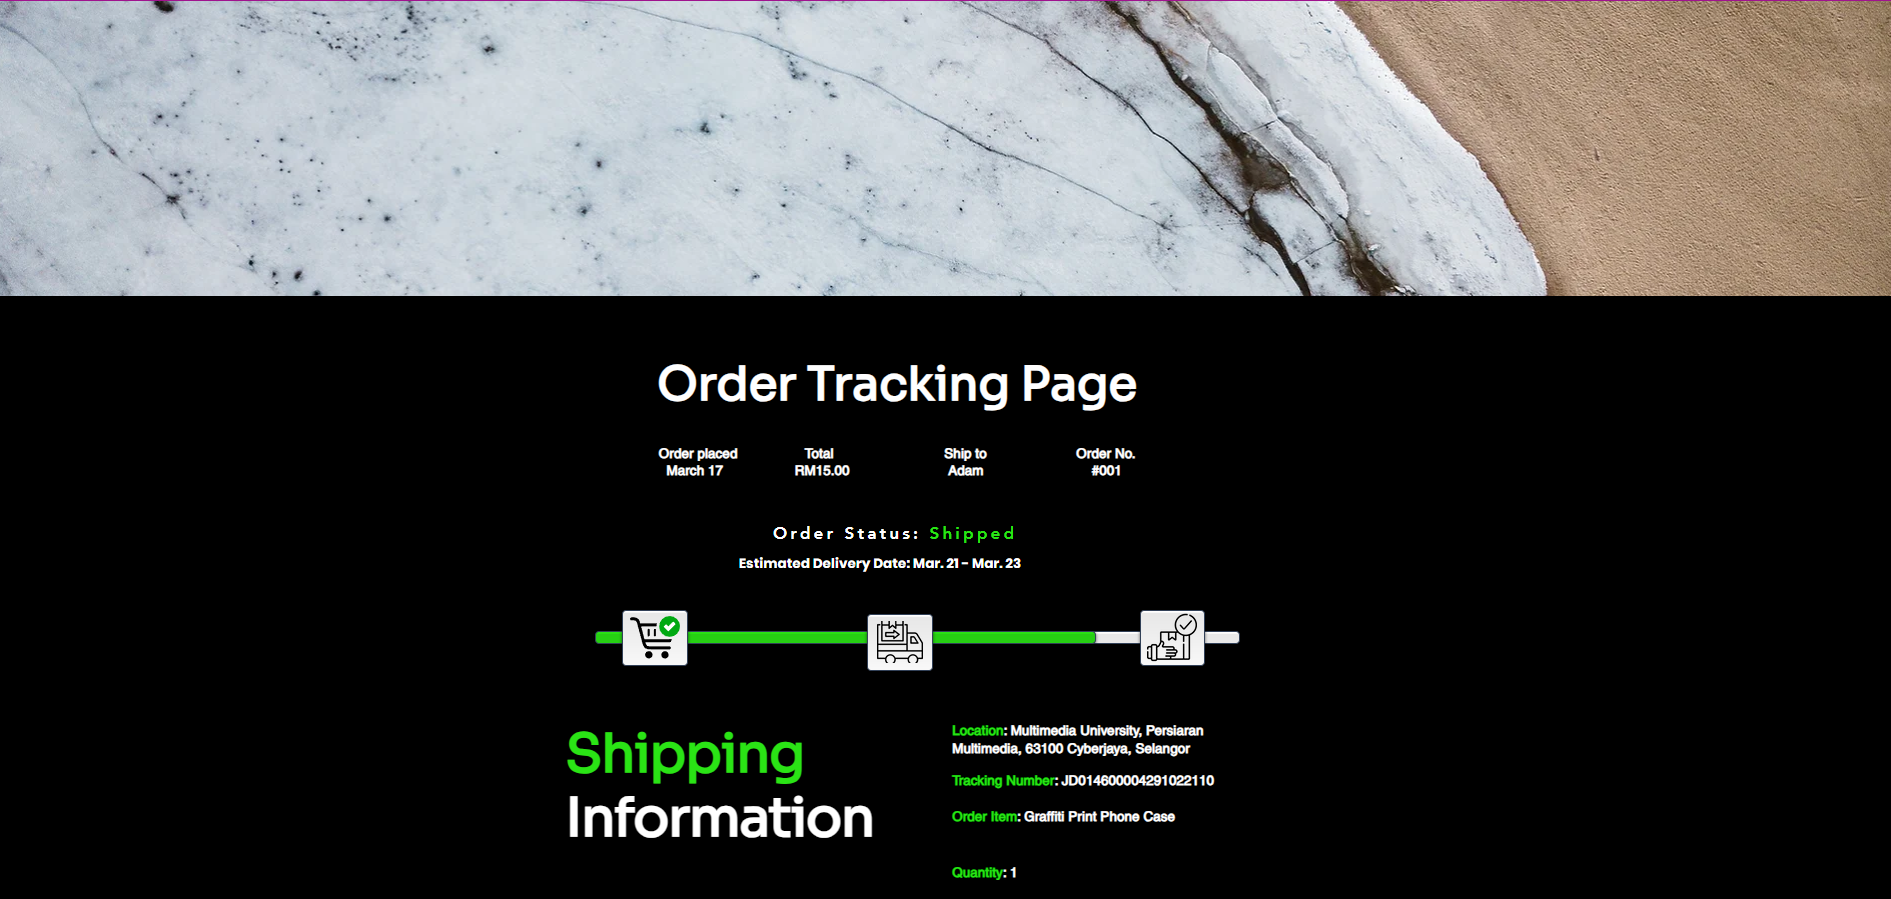 Order Tracking Page
Order placed
March 17
Total
RM15.00
Ship to
Adam
Order No.
#001
Order Status: Shipped
Estimated Delivery Date: Mar. 21 - Mar. 23
Shipping
Information
Location: Multimedia University, Persiaran
Multimedia, 63100 Cyberjaya, Selangor
Tracking Number: JD014600004291022110
Order Item: Graffiti Print Phone Case
Quantity: 1